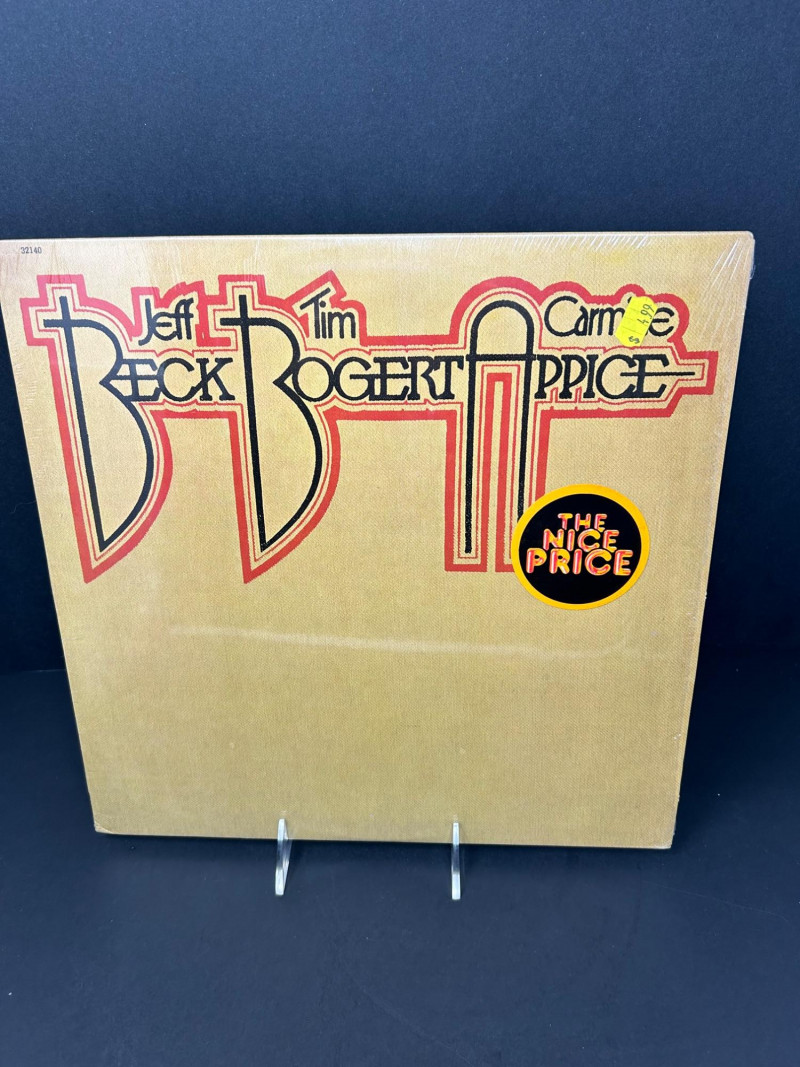 32140
Jeff Tim Carmine
BECK BOGERT APPICE
$ 4.99
THE
NICE
PRICE